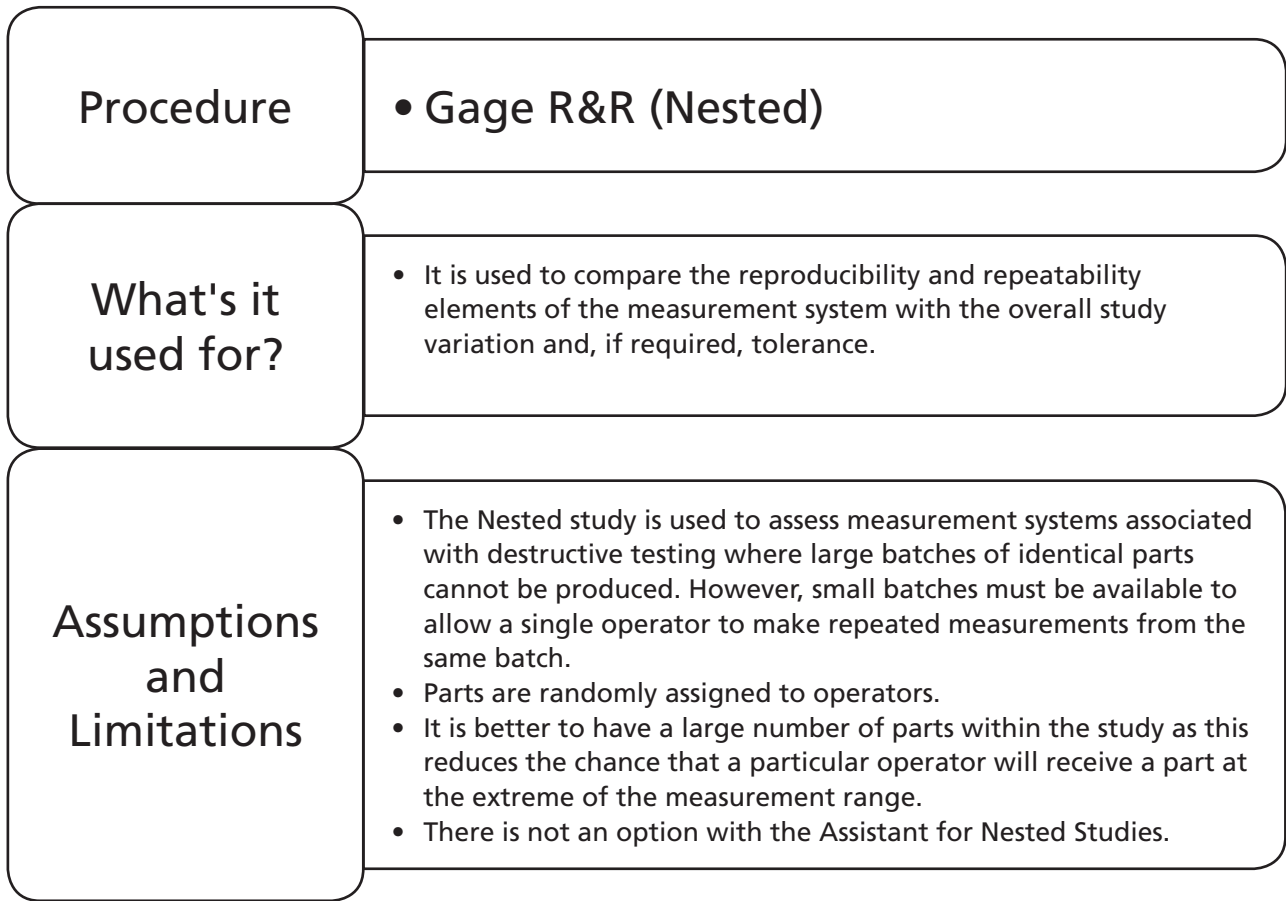 Procedure
• Gage R&R (Nested)
What's it
used for?
• It is used to compare the reproducibility and repeatability
elements of the measurement system with the overall study
variation and, if required, tolerance.
Assumptions
and
Limitations
• The Nested study is used to assess measurement systems associated
with destructive testing where large batches of identical parts
cannot be produced. However, small batches must be available to
allow a single operator to make repeated measurements from the
same batch.
• Parts are randomly assigned to operators.
• It is better to have a large number of parts within the study as this
reduces the chance that a particular operator will receive a part at
the extreme of the measurement range.
• There is not an option with the Assistant for Nested Studies.